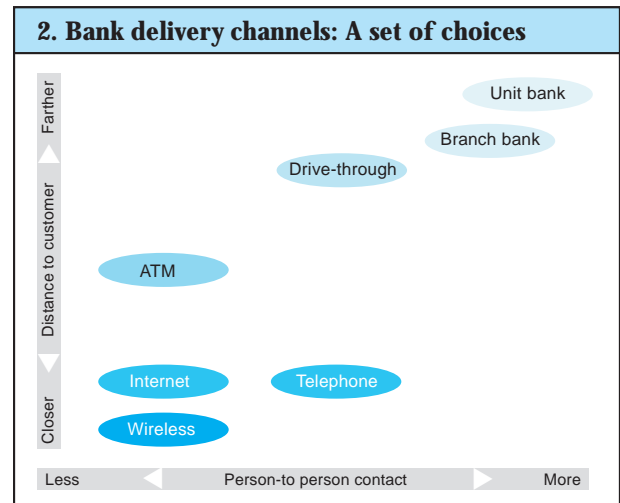 2. Bank delivery channels: A set of choices
Farther
Distance to customer
Closer
Unit bank
Branch bank
Drive-through
ATM
Internet
Telephone
Wireless
Less
Person-to person contact
More